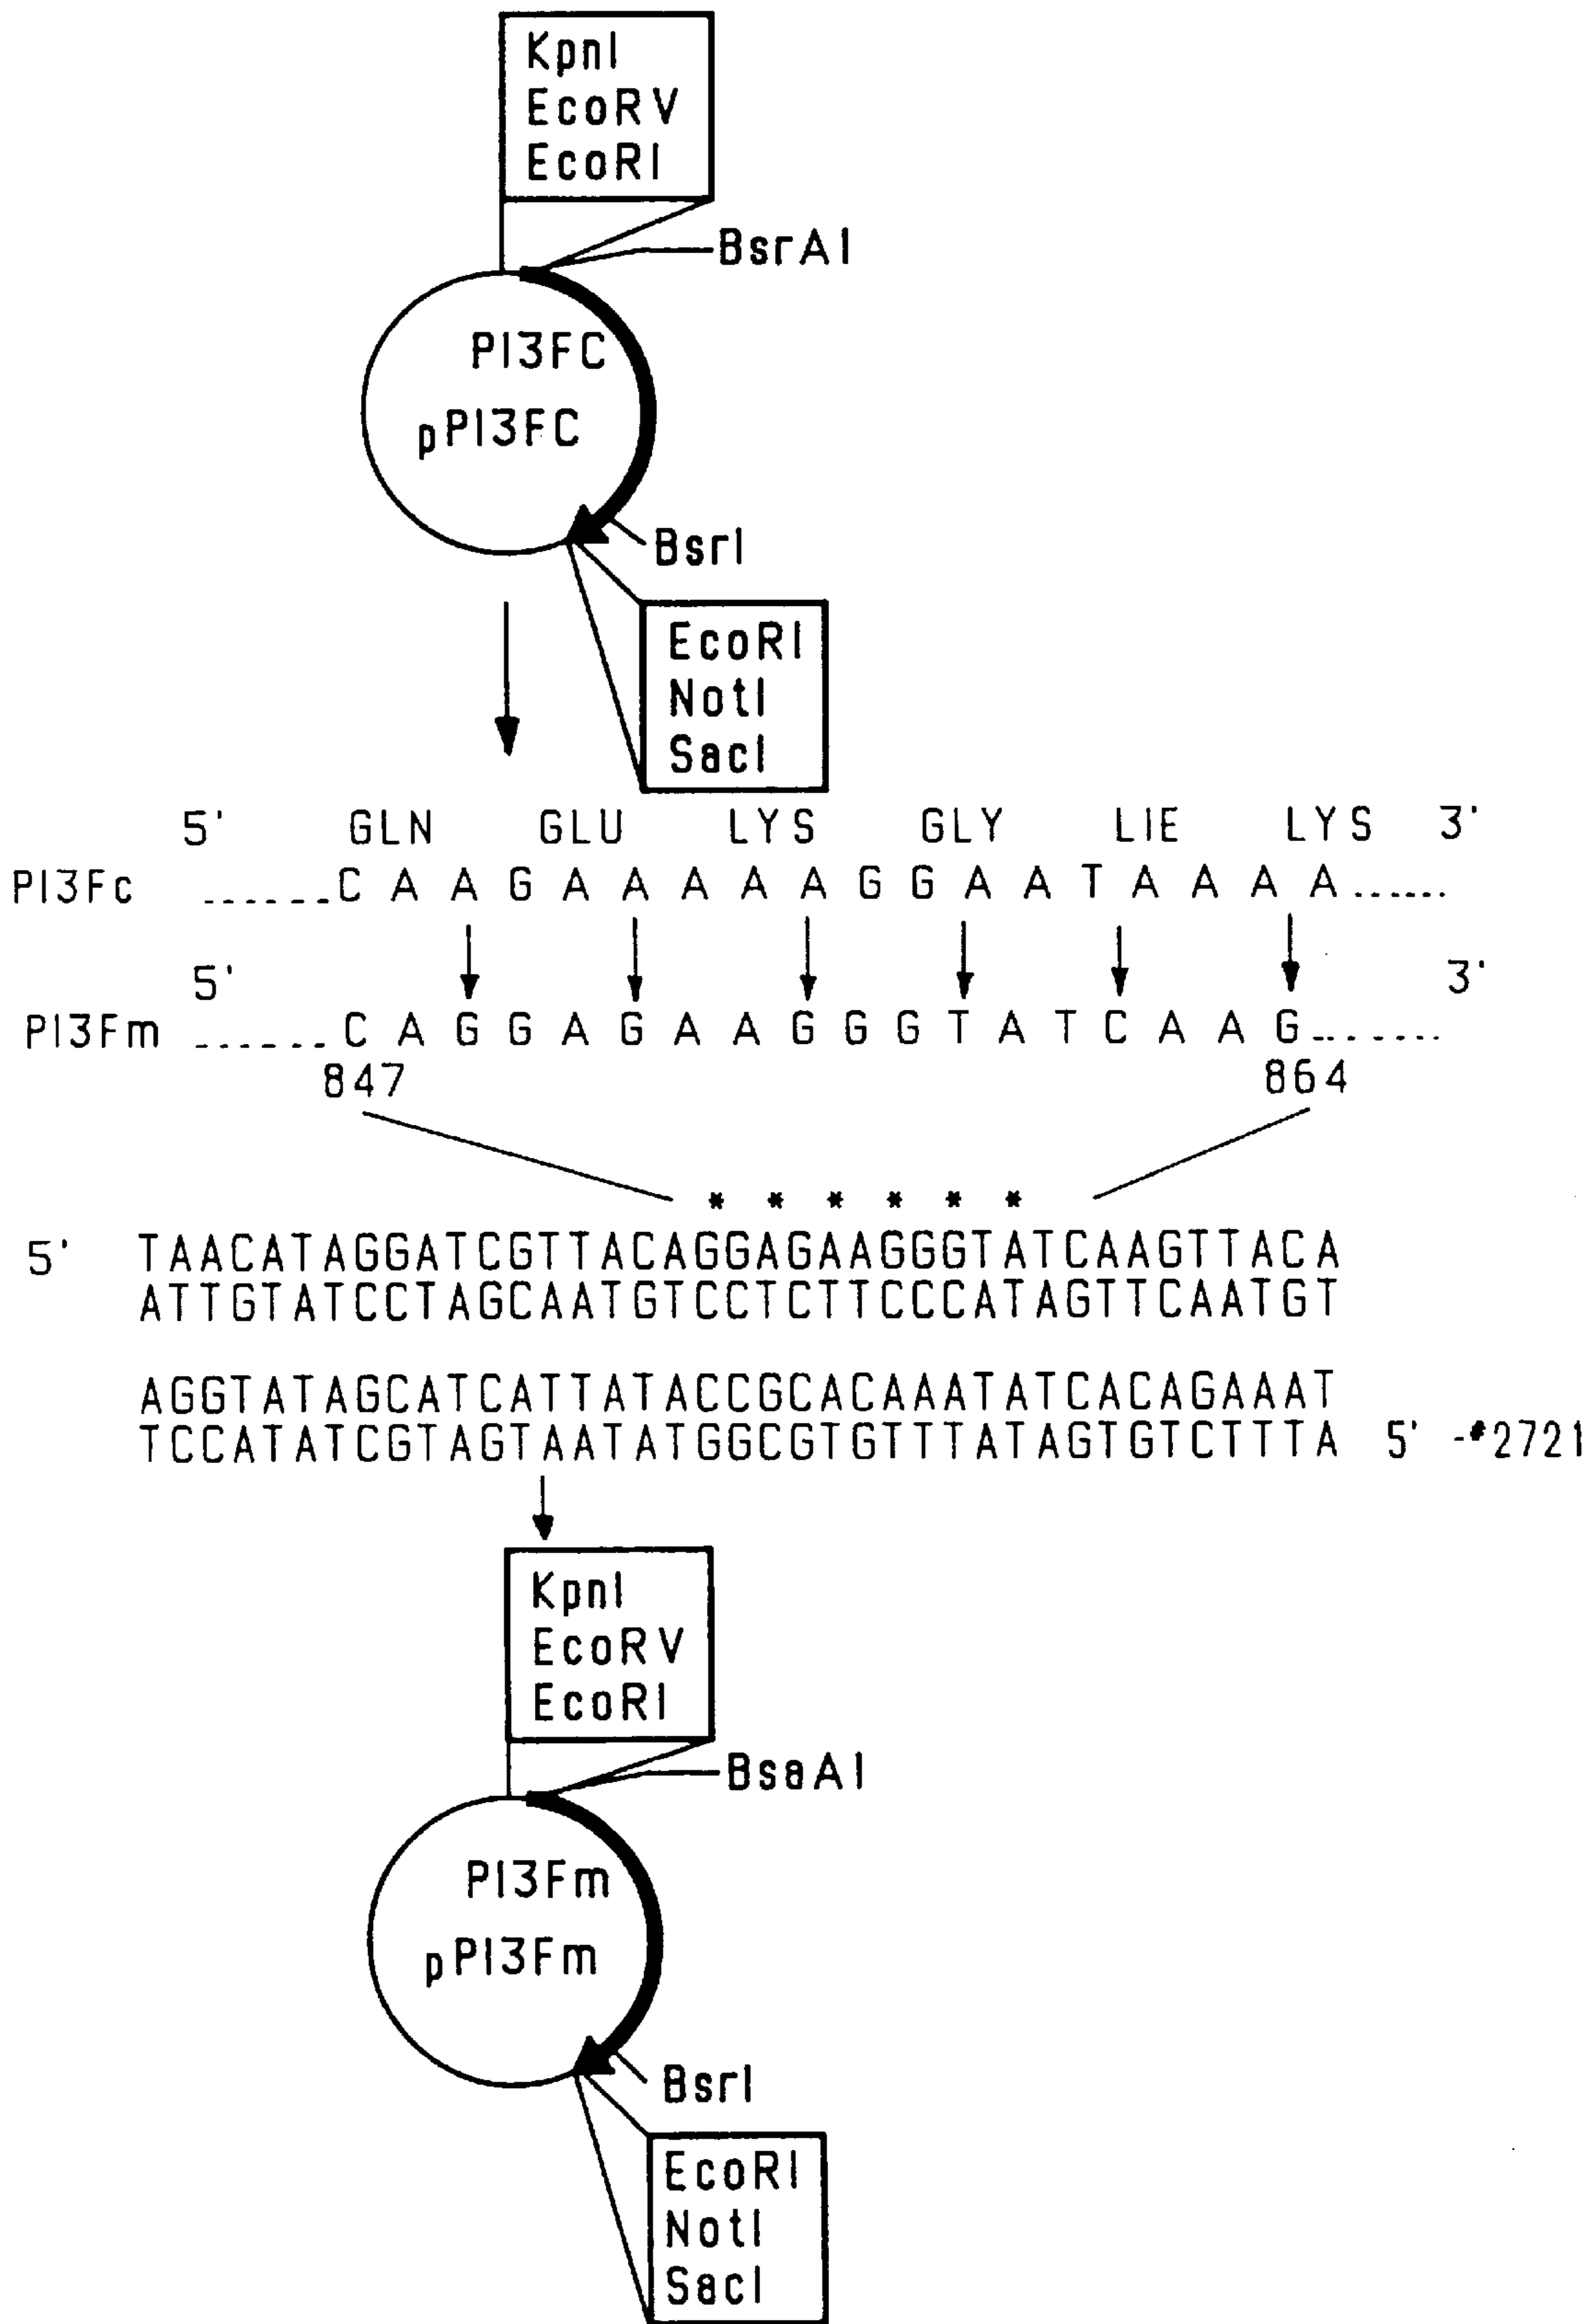 KpnI
EcoRV
EcoRI
BsrAI
PI3FC
pPI3FC
BsrI
EcoRI
NotI
SacI
5' GLN GLU LYS GLY LIE LYS 3'
PI3Fc ......C A A G A A A A A G G A A T A A A A......
5' 3'
PI3Fm ......C A G G A G A A G G G T A T C A A G.......
847 864
* * * * * *
5' TAACATAGGATCGTTACAGGAGAAGGGTATCAAGTTACA
ATTGTATCCTAGCAATGTCCTCTTCCCATAGTTCAATGT
AGGTATAGCATCATTATACCGCACAAATATCACAGAAAT
TCCATATCGTAGTAATATGGCGTGTTTATAGTGTCTTTA 5' -#2721
KpnI
EcoRV
EcoRI
BsaAI
PI3Fm
pPI3Fm
BsrI
EcoRI
NotI
SacI